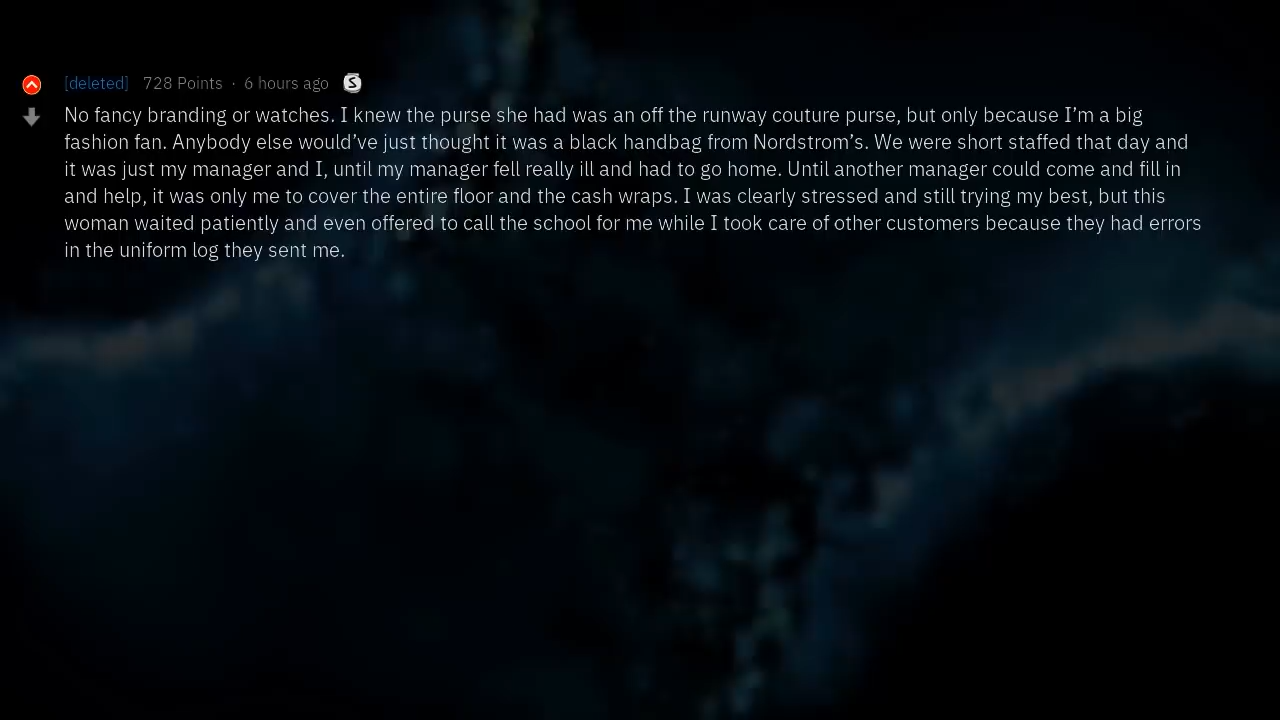 [deleted] 728 Points · 6 hours ago
No fancy branding or watches. I knew the purse she had was an off the runway couture purse, but only because I’m a big
fashion fan. Anybody else would’ve just thought it was a black handbag from Nordstrom’s. We were short staffed that day and
it was just my manager and I, until my manager fell really ill and had to go home. Until another manager could come and fill in
and help, it was only me to cover the entire floor and the cash wraps. I was clearly stressed and still trying my best, but this
woman waited patiently and even offered to call the school for me while I took care of other customers because they had errors
in the uniform log they sent me.